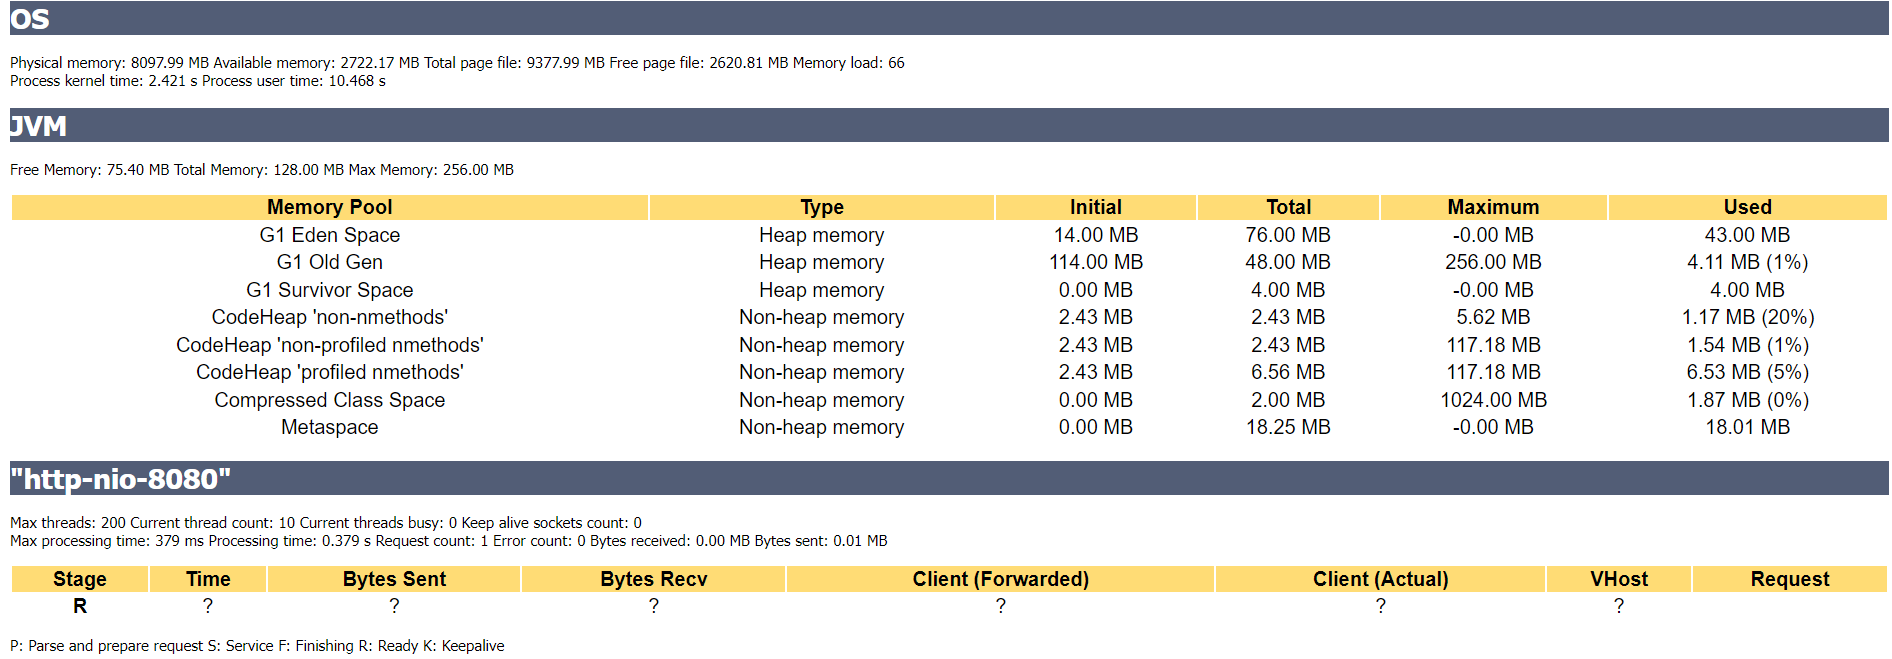 OS
Physical memory: 8097.99 MB Available memory: 2722.17 MB Total page file: 9377.99 MB Free page file: 2620.81 MB Memory load: 66
Process kernel time: 2.421 s Process user time: 10.468 s
JVM
Free Memory: 75.40 MB Total Memory: 128.00 MB Max Memory: 256.00 MB
Memory Pool Type Initial Total Maximum Used
G1 Eden Space Heap memory 14.00 MB 76.00 MB -0.00 MB 43.00 MB
G1 Old Gen Heap memory 114.00 MB 48.00 MB 256.00 MB 4.11 MB (1%)
G1 Survivor Space Heap memory 0.00 MB 4.00 MB -0.00 MB 4.00 MB
CodeHeap 'non-nmethods' Non-heap memory 2.43 MB 2.43 MB 5.62 MB 1.17 MB (20%)
CodeHeap 'non-profiled nmethods' Non-heap memory 2.43 MB 2.43 MB 117.18 MB 1.54 MB (1%)
CodeHeap 'profiled nmethods' Non-heap memory 2.43 MB 6.56 MB 117.18 MB 6.53 MB (5%)
Compressed Class Space Non-heap memory 0.00 MB 2.00 MB 1024.00 MB 1.87 MB (0%)
Metaspace Non-heap memory 0.00 MB 18.25 MB -0.00 MB 18.01 MB
"http-nio-8080"
Max threads: 200 Current thread count: 10 Current threads busy: 0 Keep alive sockets count: 0
Max processing time: 379 ms Processing time: 0.379 s Request count: 1 Error count: 0 Bytes received: 0.00 MB Bytes sent: 0.01 MB
Stage Time Bytes Sent Bytes Recv Client (Forwarded) Client (Actual) VHost Request
R ? ? ? ? ? ?
P: Parse and prepare request S: Service F: Finishing R: Ready K: Keepalive